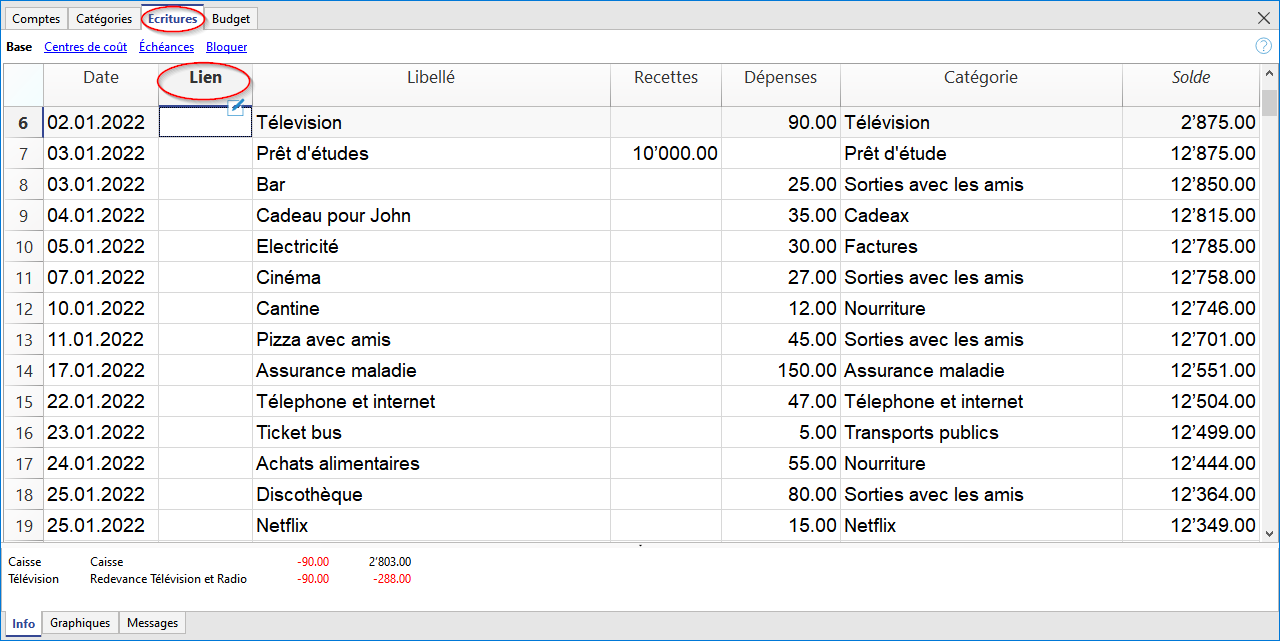 Comptes Catégories Ecritures Budget
Base Centres de coût Échéances Bloquer
Date Lien Libellé Recettes Dépenses Catégorie Solde
6 02.01.2022 Télevision 90.00 Télévision 2’875.00
7 03.01.2022 Prêt d'études 10’000.00 Prêt d'étude 12’875.00
8 03.01.2022 Bar 25.00 Sorties avec les amis 12’850.00
9 04.01.2022 Cadeau pour John 35.00 Cadeax 12’815.00
10 05.01.2022 Electricité 30.00 Factures 12’785.00
11 07.01.2022 Cinéma 27.00 Sorties avec les amis 12’758.00
12 10.01.2022 Cantine 12.00 Nourriture 12’746.00
13 11.01.2022 Pizza avec amis 45.00 Sorties avec les amis 12’701.00
14 17.01.2022 Assurance maladie 150.00 Assurance maladie 12’551.00
15 22.01.2022 Télephone et internet 47.00 Télephone et internet 12’504.00
16 23.01.2022 Ticket bus 5.00 Transports publics 12’499.00
17 24.01.2022 Achats alimentaires 55.00 Nourriture 12’444.00
18 25.01.2022 Discothèque 80.00 Sorties avec les amis 12’364.00
19 25.01.2022 Netflix 15.00 Netflix 12’349.00
Caisse Caisse -90.00 2’803.00
Télévision Redevance Télévision et Radio -90.00 -288.00
Info Graphiques Messages